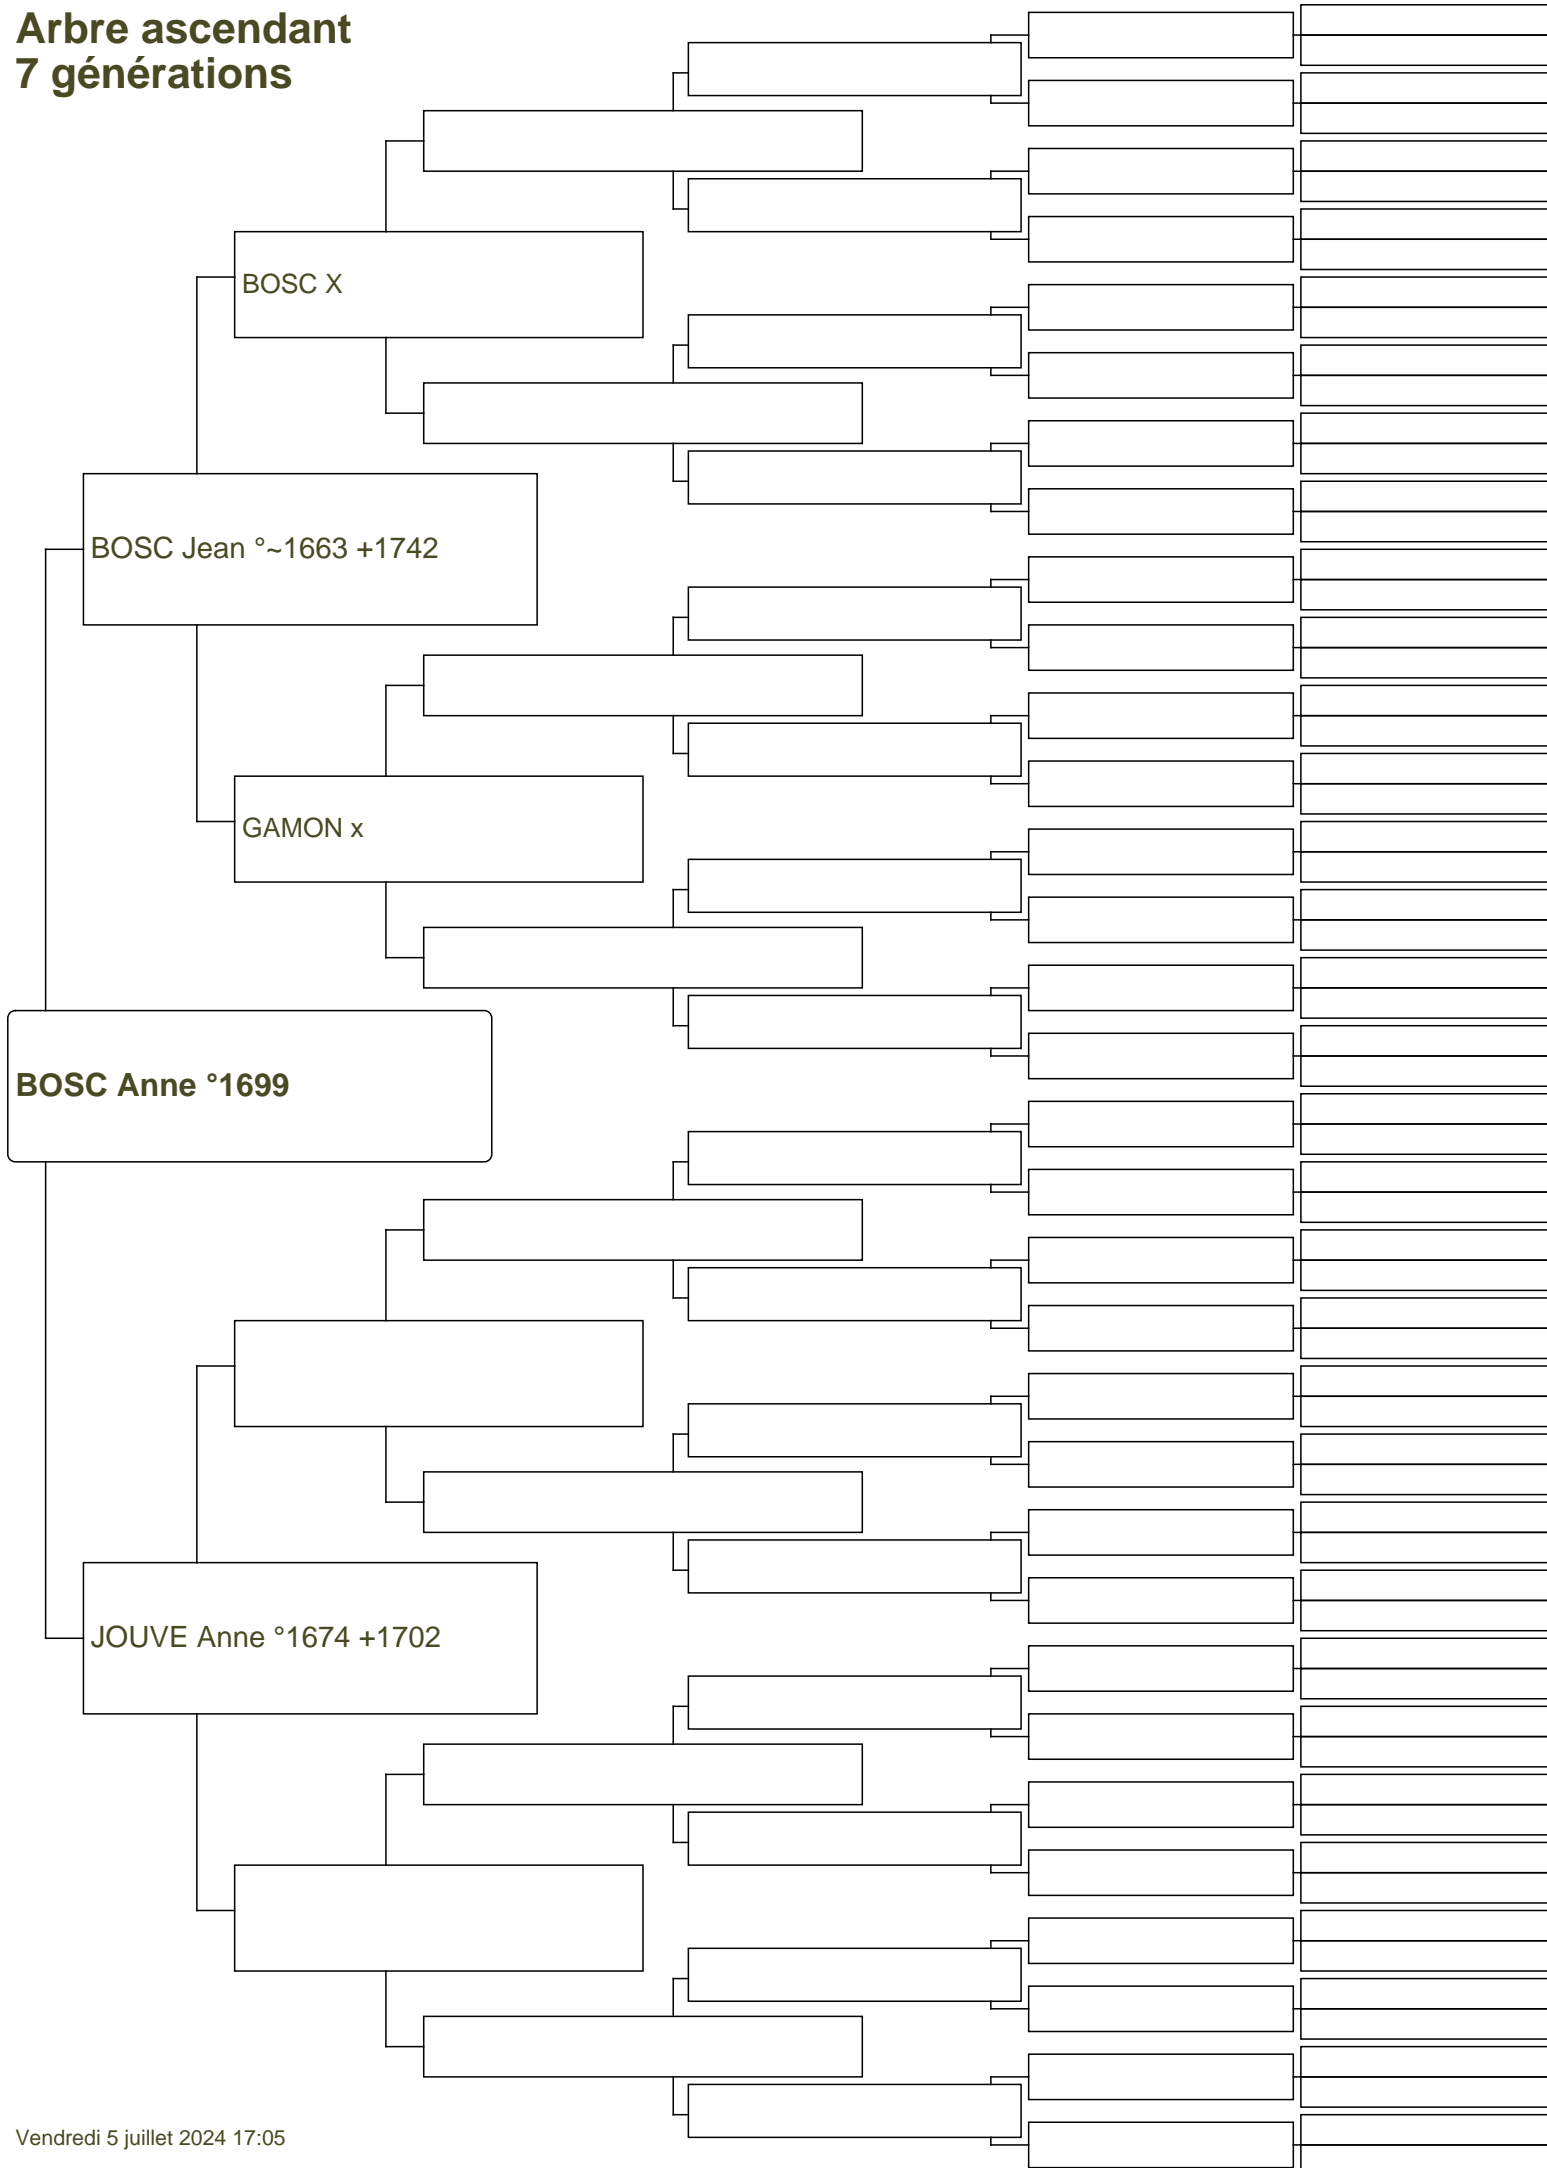 Arbre ascendant
7 générations
BOSC X
BOSC Jean °~1663 +1742
GAMON x
BOSC Anne °1699
JOUVE Anne °1674 +1702
Vendredi 5 juillet 2024 17:05